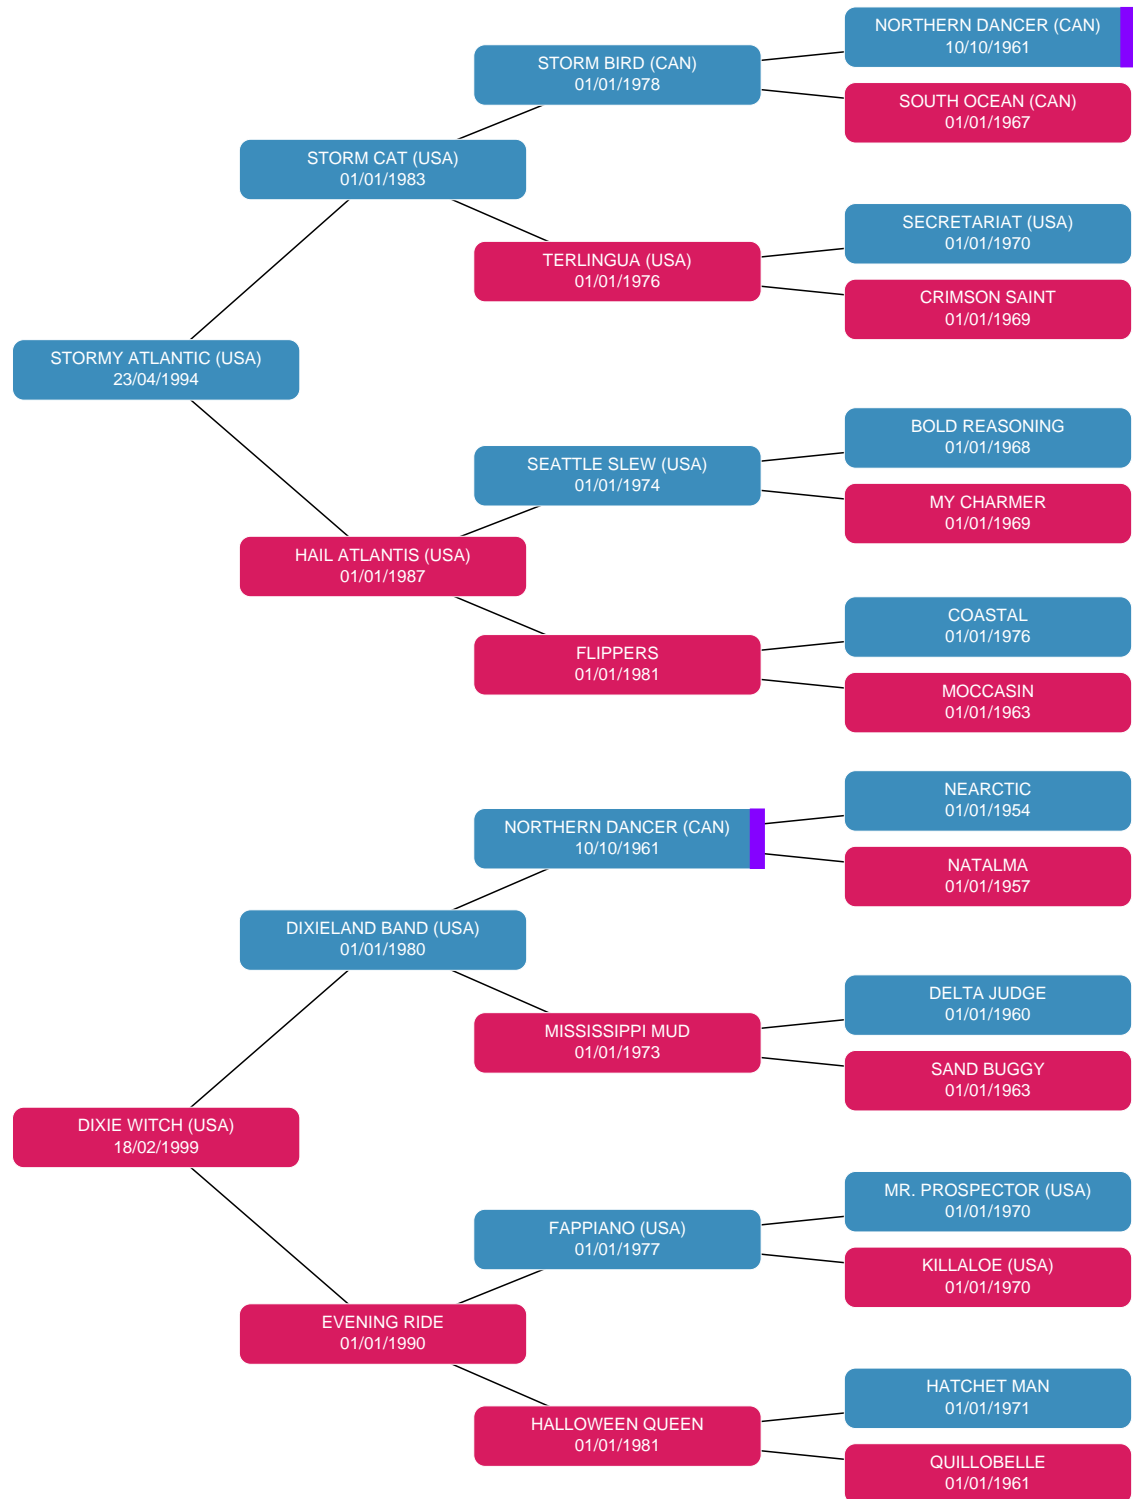 NORTHERN DANCER (CAN)
10/10/1961
STORM BIRD (CAN)
01/01/1978
SOUTH OCEAN (CAN)
01/01/1967
STORM CAT (USA)
01/01/1983
SECRETARIAT (USA)
01/01/1970
TERLINGUA (USA)
01/01/1976
CRIMSON SAINT
01/01/1969
STORMY ATLANTIC (USA)
23/04/1994
BOLD REASONING
01/01/1968
SEATTLE SLEW (USA)
01/01/1974
MY CHARMER
01/01/1969
HAIL ATLANTIS (USA)
01/01/1987
COASTAL
01/01/1976
FLIPPERS
01/01/1981
MOCCASIN
01/01/1963
NEARCTIC
01/01/1954
NORTHERN DANCER (CAN)
10/10/1961
NATALMA
01/01/1957
DIXIELAND BAND (USA)
01/01/1980
DELTA JUDGE
01/01/1960
MISSISSIPPI MUD
01/01/1973
SAND BUGGY
01/01/1963
DIXIE WITCH (USA)
18/02/1999
MR. PROSPECTOR (USA)
01/01/1970
FAPPIANO (USA)
01/01/1977
KILLALOE (USA)
01/01/1970
EVENING RIDE
01/01/1990
HATCHET MAN
01/01/1971
HALLOWEEN QUEEN
01/01/1981
QUILLOBELLE
01/01/1961